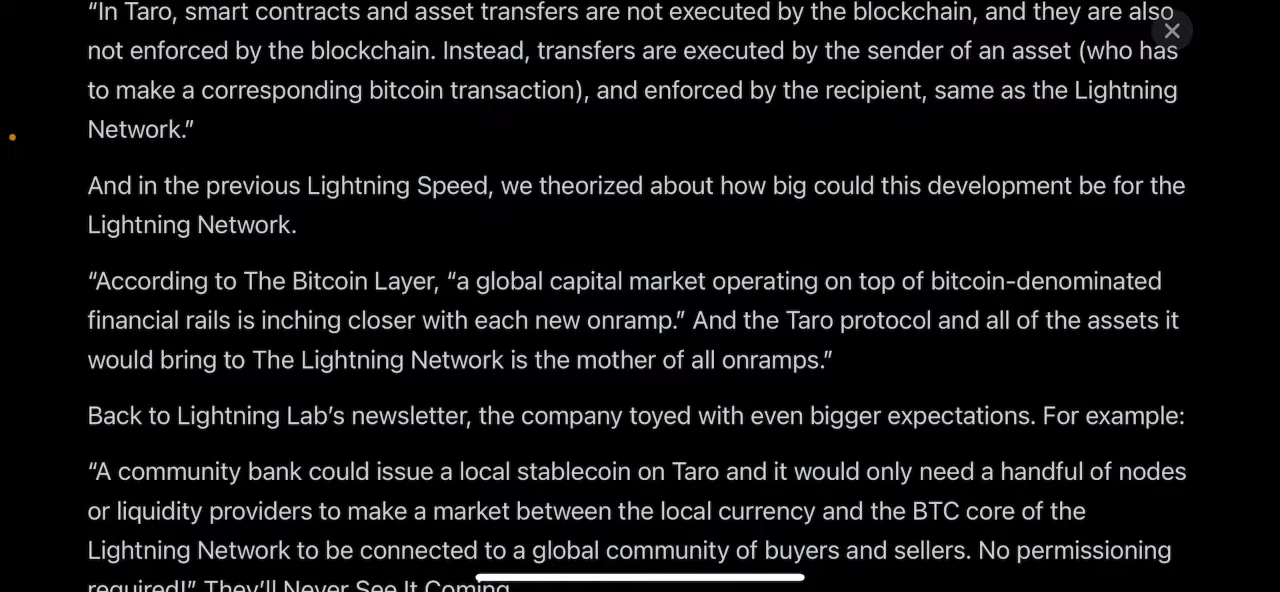 “In Taro, smart contracts and asset transfers are not executed by the blockchain, and they are also
not enforced by the blockchain. Instead, transfers are executed by the sender of an asset (who has
to make a corresponding bitcoin transaction), and enforced by the recipient, same as the Lightning
Network.”
And in the previous Lightning Speed, we theorized about how big could this development be for the
Lightning Network.
“According to The Bitcoin Layer, “a global capital market operating on top of bitcoin-denominated
financial rails is inching closer with each new onramp.” And the Taro protocol and all of the assets it
would bring to The Lightning Network is the mother of all onramps.”
Back to Lightning Lab’s newsletter, the company toyed with even bigger expectations. For example:
“A community bank could issue a local stablecoin on Taro and it would only need a handful of nodes
or liquidity providers to make a market between the local currency and the BTC core of the
Lightning Network to be connected to a global community of buyers and sellers. No permissioning
required!” They’ll Never See It Coming